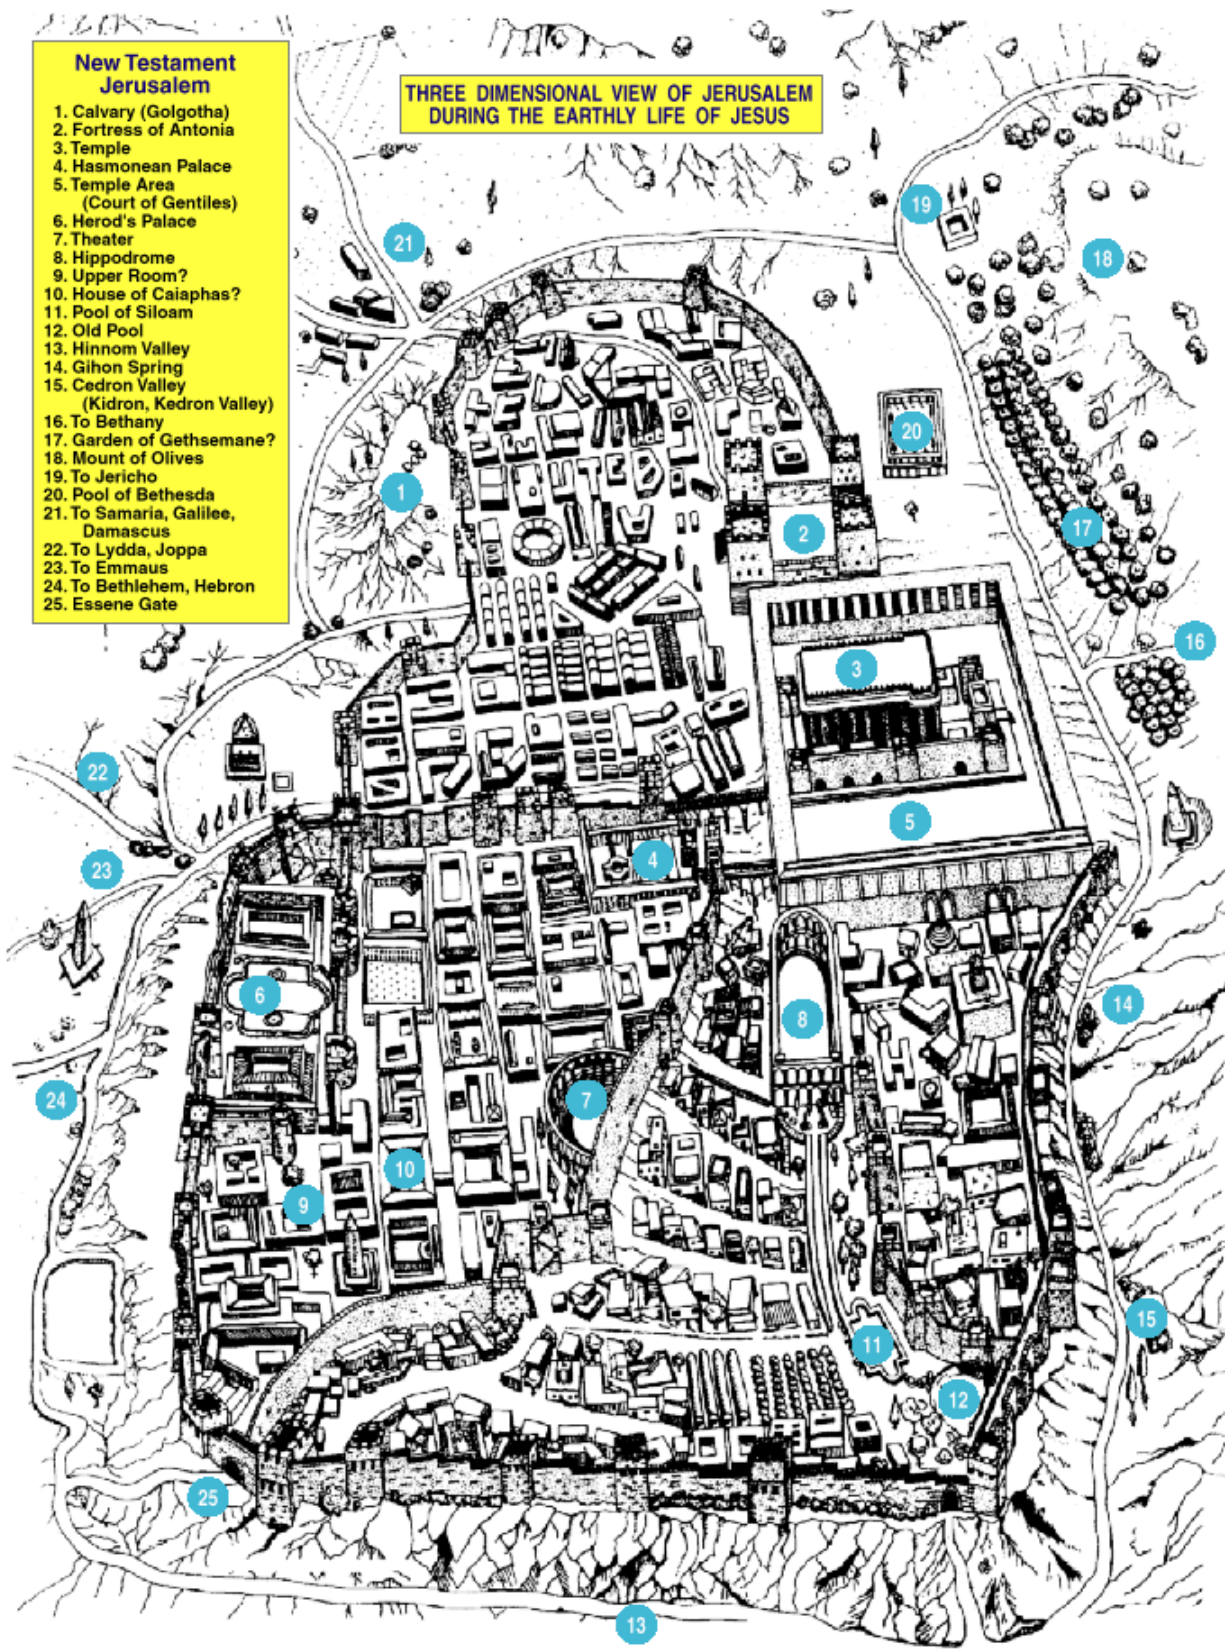 New Testament
Jerusalem
1. Calvary (Golgotha)
2. Fortress of Antonia
3. Temple
4. Hasmonean Palace
5. Temple Area
(Court of Gentiles)
6. Herod's Palace
7. Theater
8. Hippodrome
9. Upper Room?
10. House of Caiaphas?
11. Pool of Siloam
12. Old Pool
13. Hinnom Valley
14. Gihon Spring
15. Cedron Valley
(Kidron, Kedron Valley)
16. To Bethany
17. Garden of Gethsemane?
18. Mount of Olives
19. To Jericho
20. Pool of Bethesda
21. To Samaria, Galilee,
Damascus
22. To Lydda, Joppa
23. To Emmaus
24. To Bethlehem, Hebron
25. Essene Gate
THREE DIMENSIONAL VIEW OF JERUSALEM
DURING THE EARTHLY LIFE OF JESUS
19
21
18
20
1
17
2
16
3
22
5
4
23
6
14
8
24
7
10
9
15
11
12
25
13